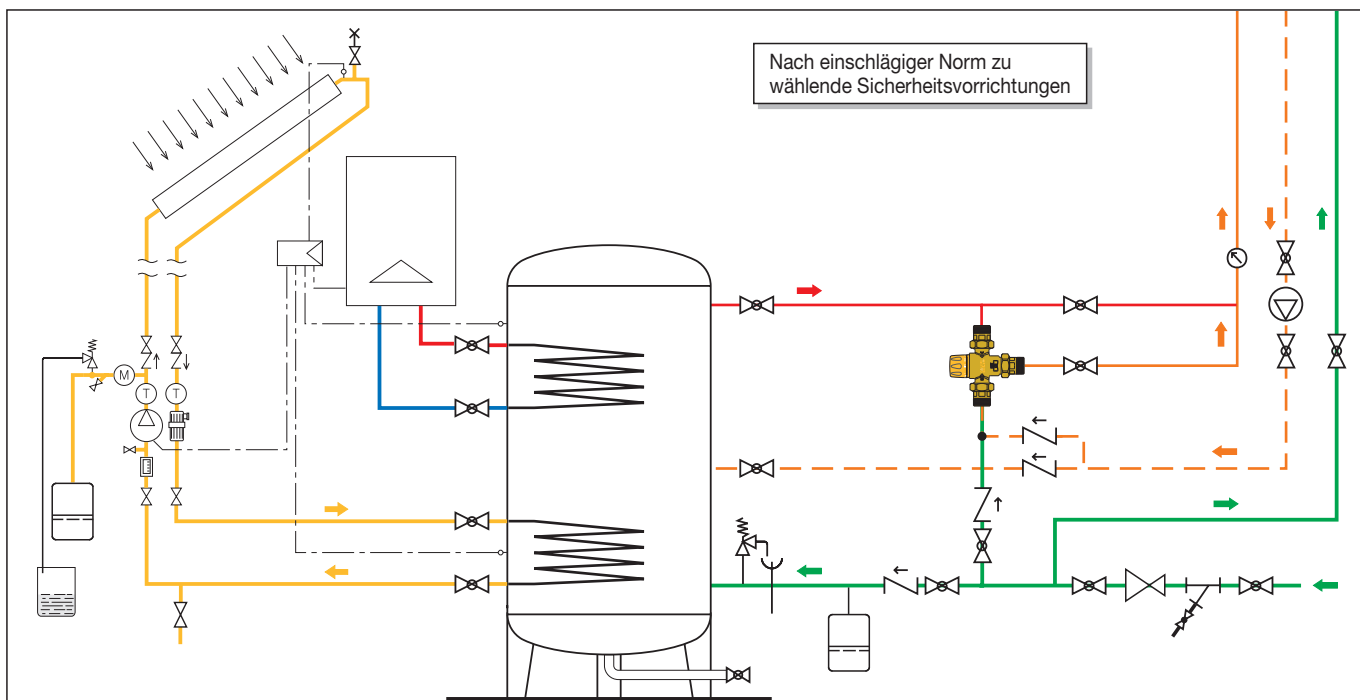 Nach einschlägiger Norm zu
wählende Sicherheitsvorrichtungen
M
T
T